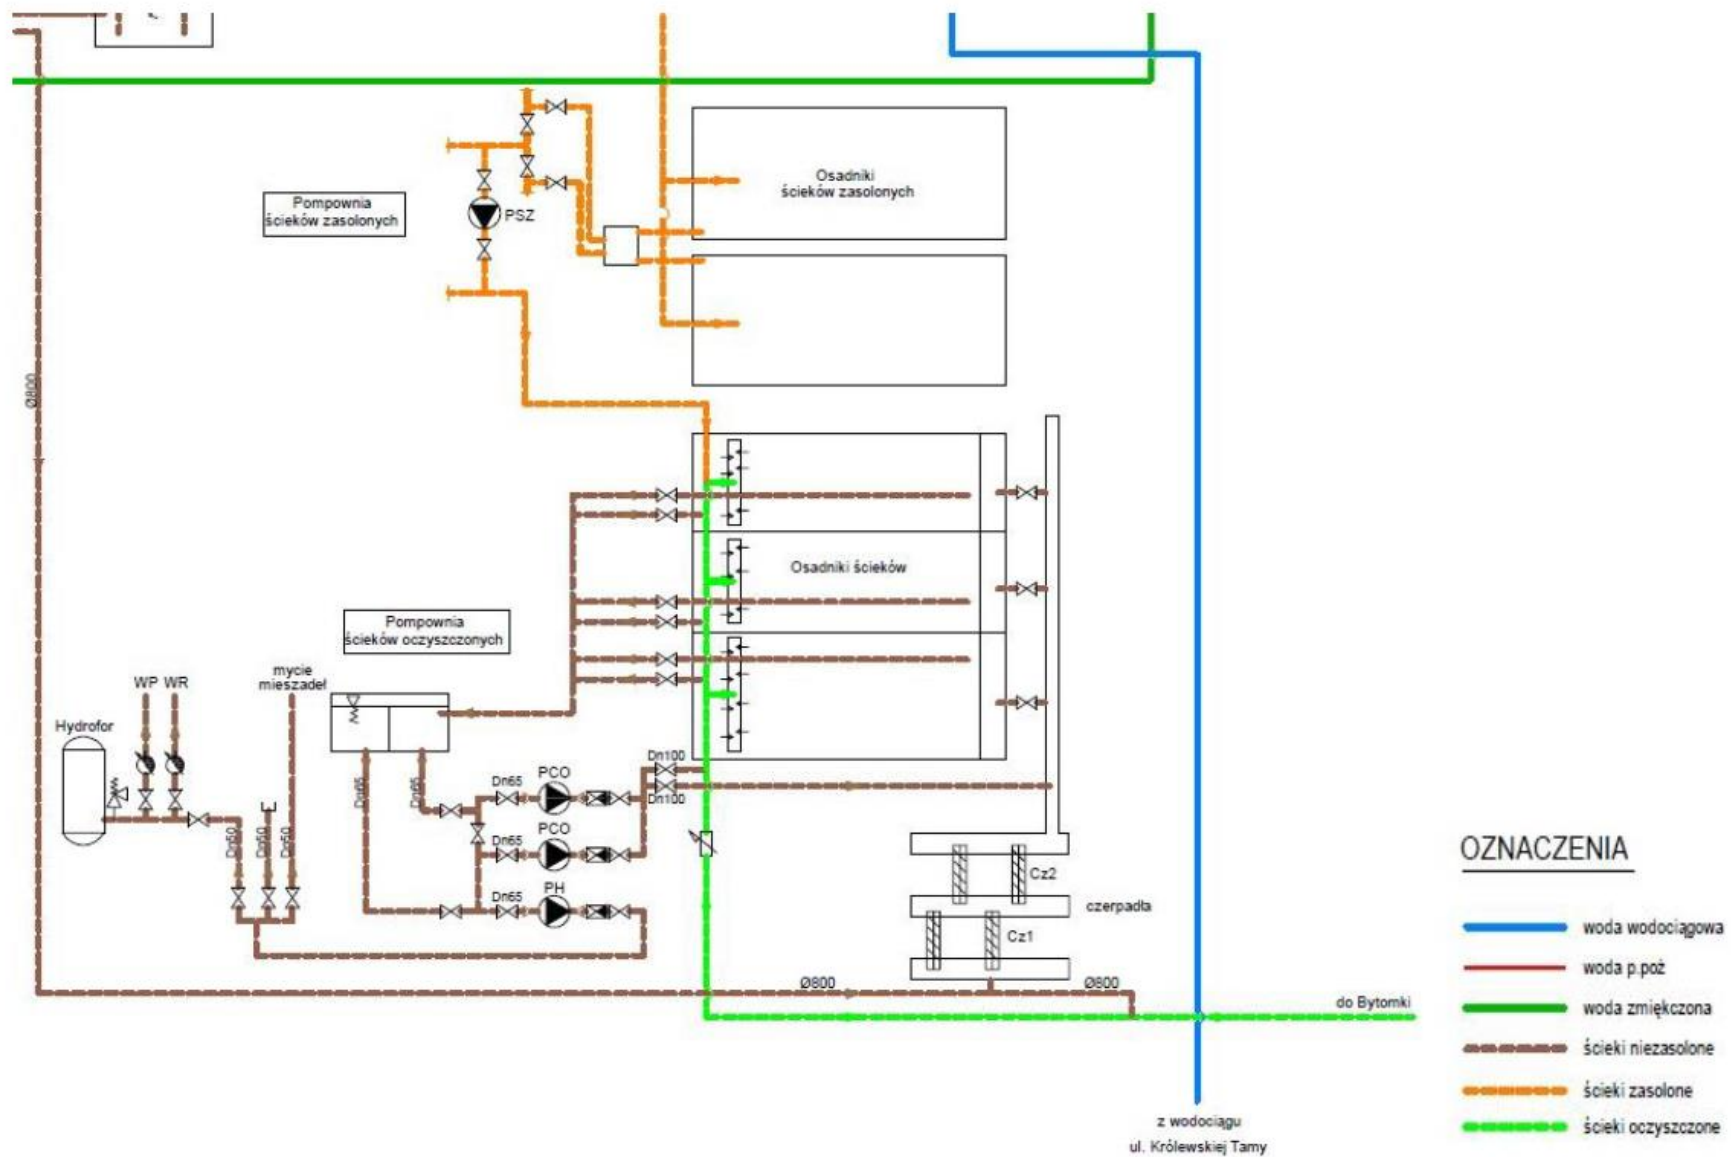 Osadniki
ścieków zasolonych
Pompownia
ścieków zasolonych
PSZ
Ø800
Osadniki ścieków
Pompownia
ścieków oczyszczonych
mycie
mieszadeł
WP WR
Hydrofor
Dn65
Dn65
Dn65
PCO
Dn100
Dn100
Dn65
PCO
Dn50
Dn50
Dn50
Dn65
PH
Cz2
czerpadła
Cz1
Ø800
Ø800
do Bytomki
z wodociągu
ul. Królewskiej Tamy
OZNACZENIA
woda wodociągowa
woda p.poż
woda zmiękczona
ścieki niezasolone
ścieki zasolone
ścieki oczyszczone